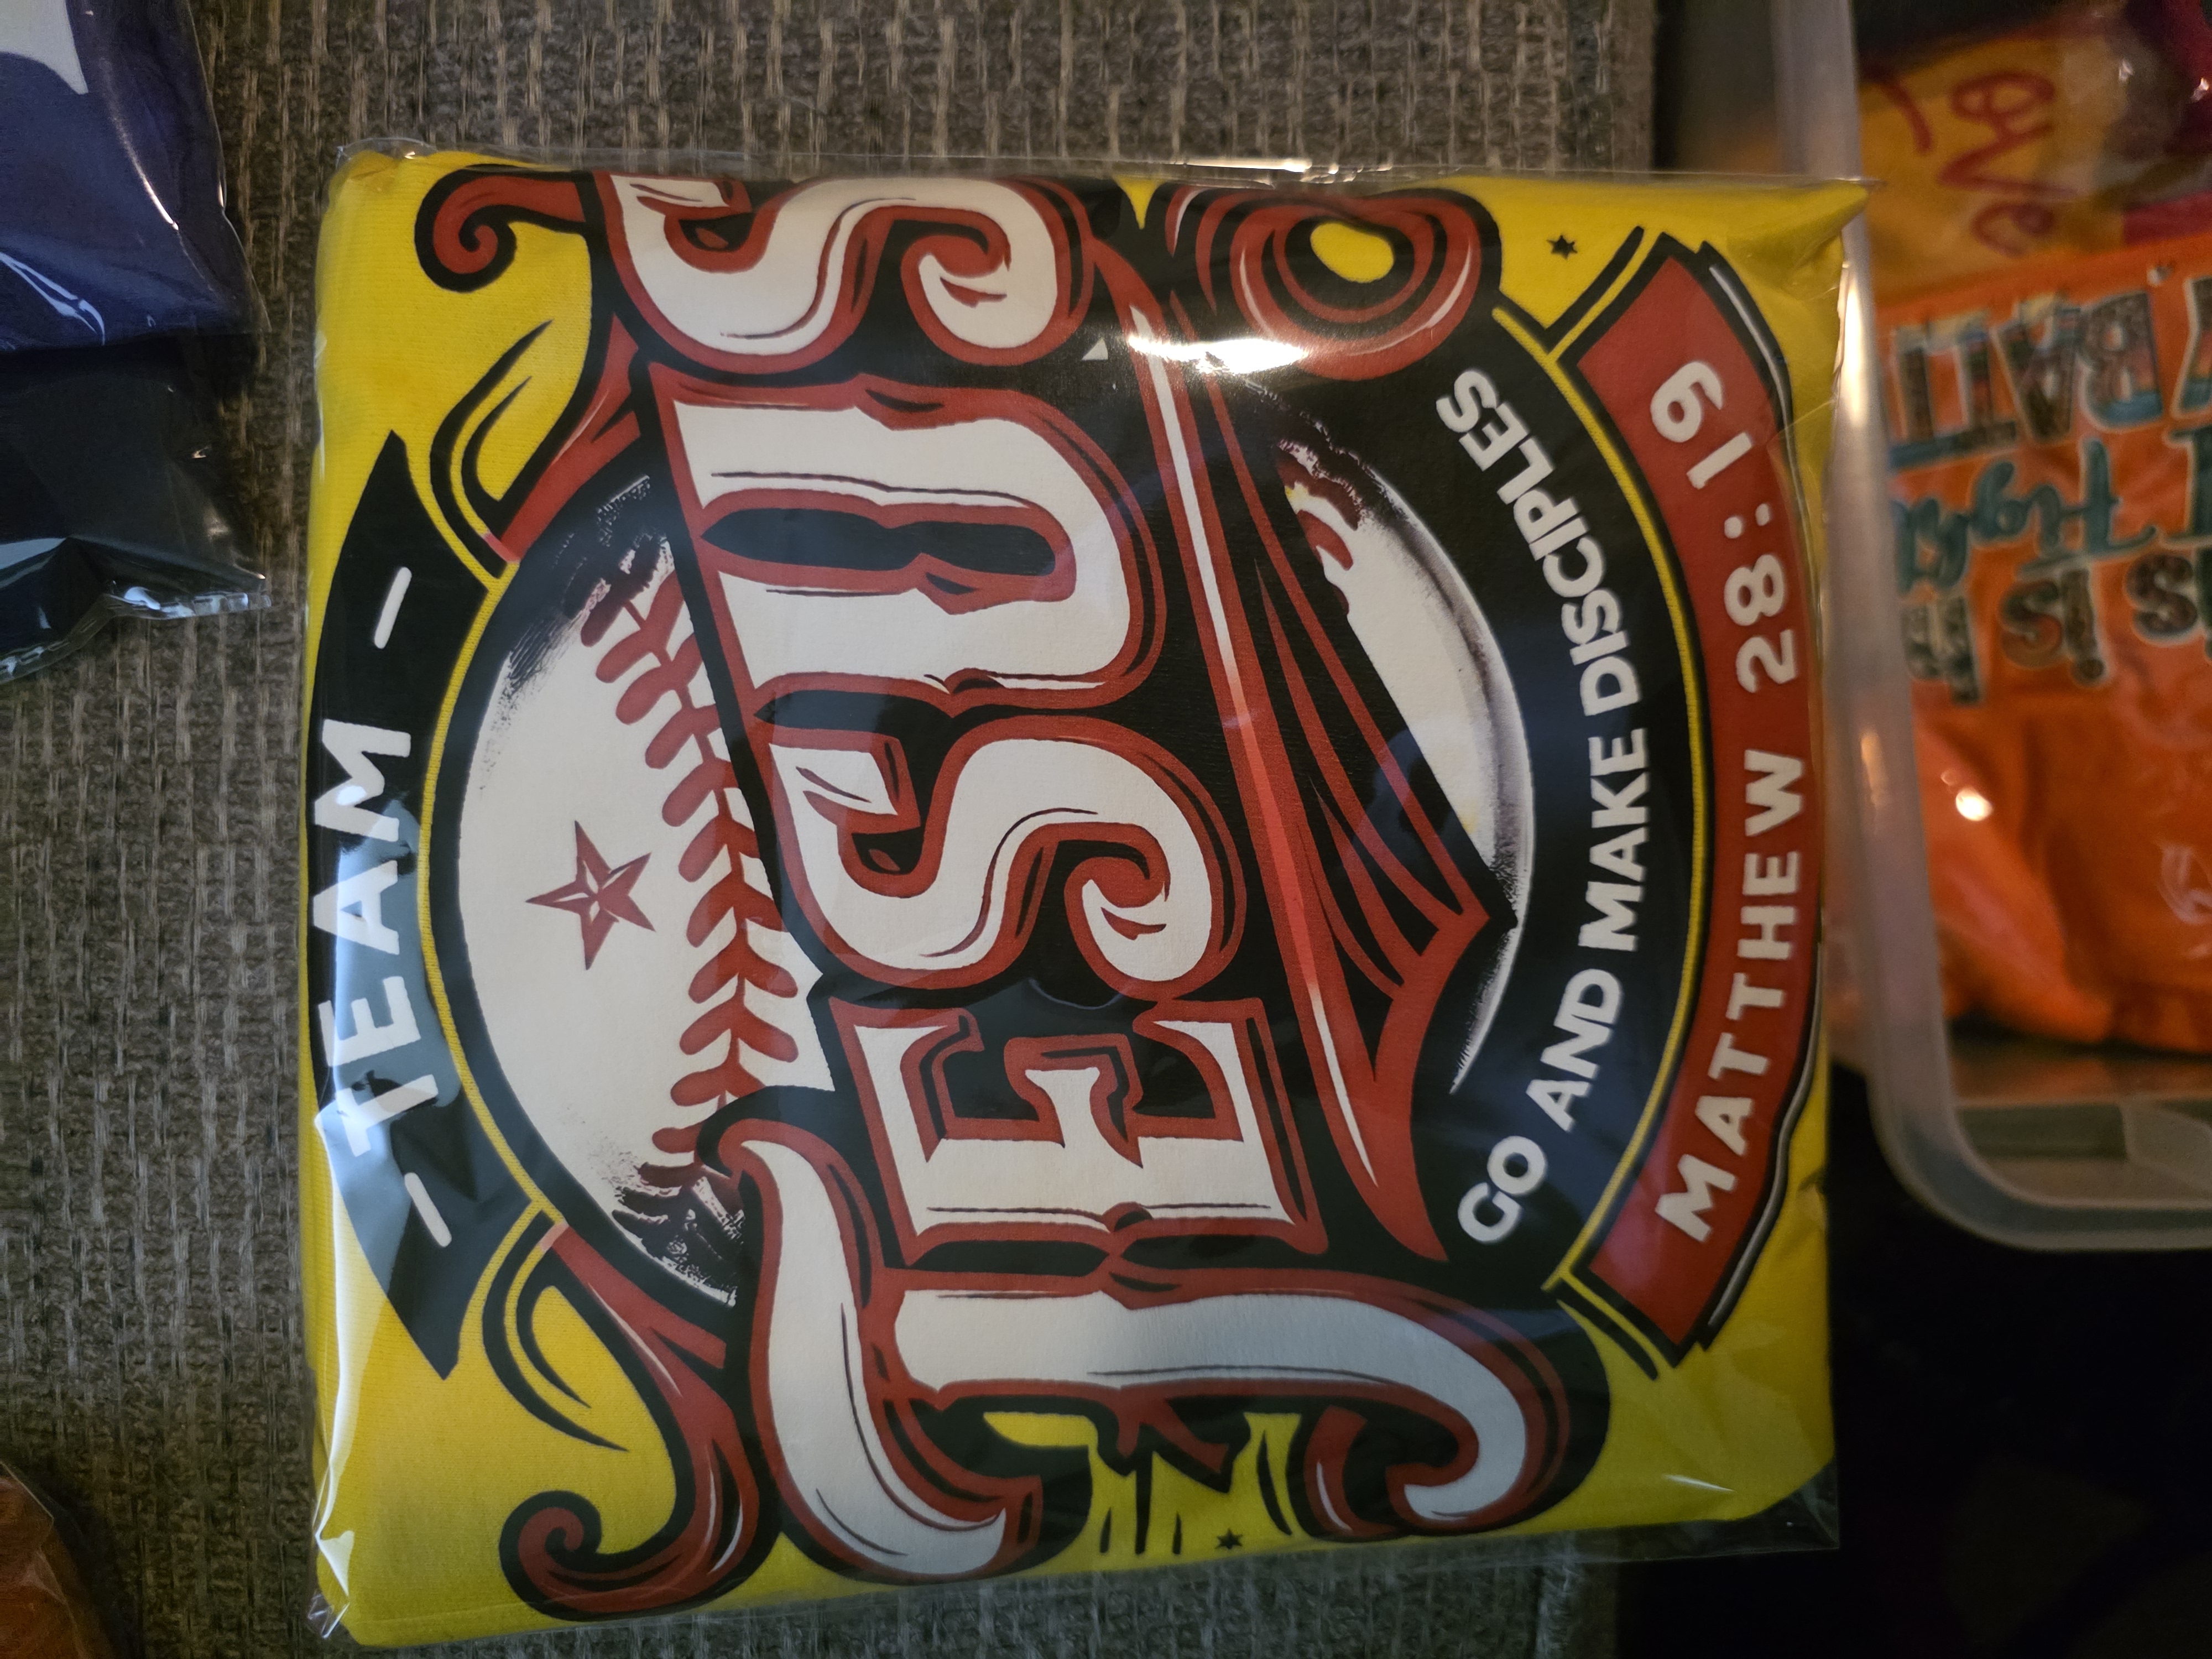 - TEAM -
JESUS
GO AND MAKE DISCIPLES
MATTHEW 28:19